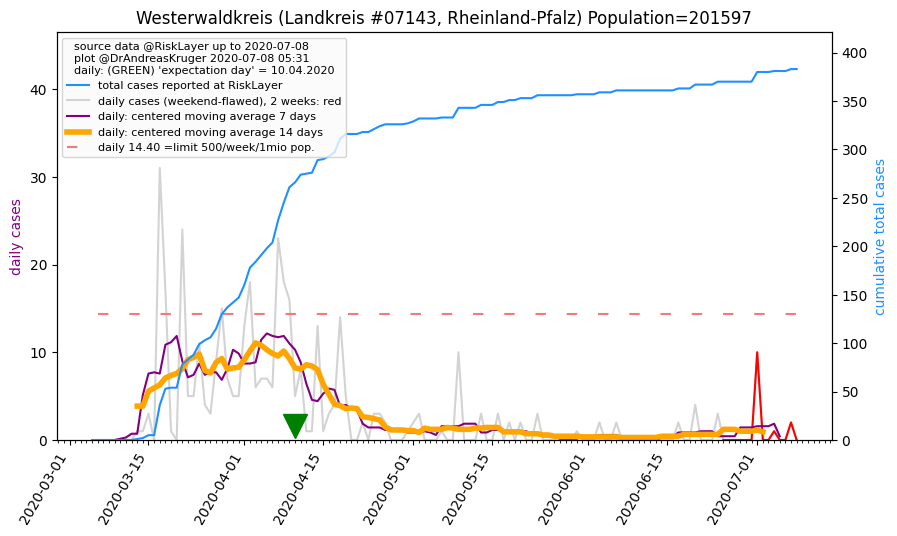 Westerwaldkreis (Landkreis #07143, Rheinland-Pfalz) Population=201597
source data @RiskLayer up to 2020-07-08
plot @DrAndreasKruger 2020-07-08 05:31
daily: (GREEN) 'expectation day' = 10.04.2020
total cases reported at RiskLayer
daily cases (weekend-flawed), 2 weeks: red
daily: centered moving average 7 days
daily: centered moving average 14 days
daily 14.40 =limit 500/week/1mio pop.
daily cases
0
10
20
30
40
cumulative total cases
0
50
100
150
200
250
300
350
400
2020-03-01
2020-03-15
2020-04-01
2020-04-15
2020-05-01
2020-05-15
2020-06-01
2020-06-15
2020-07-01